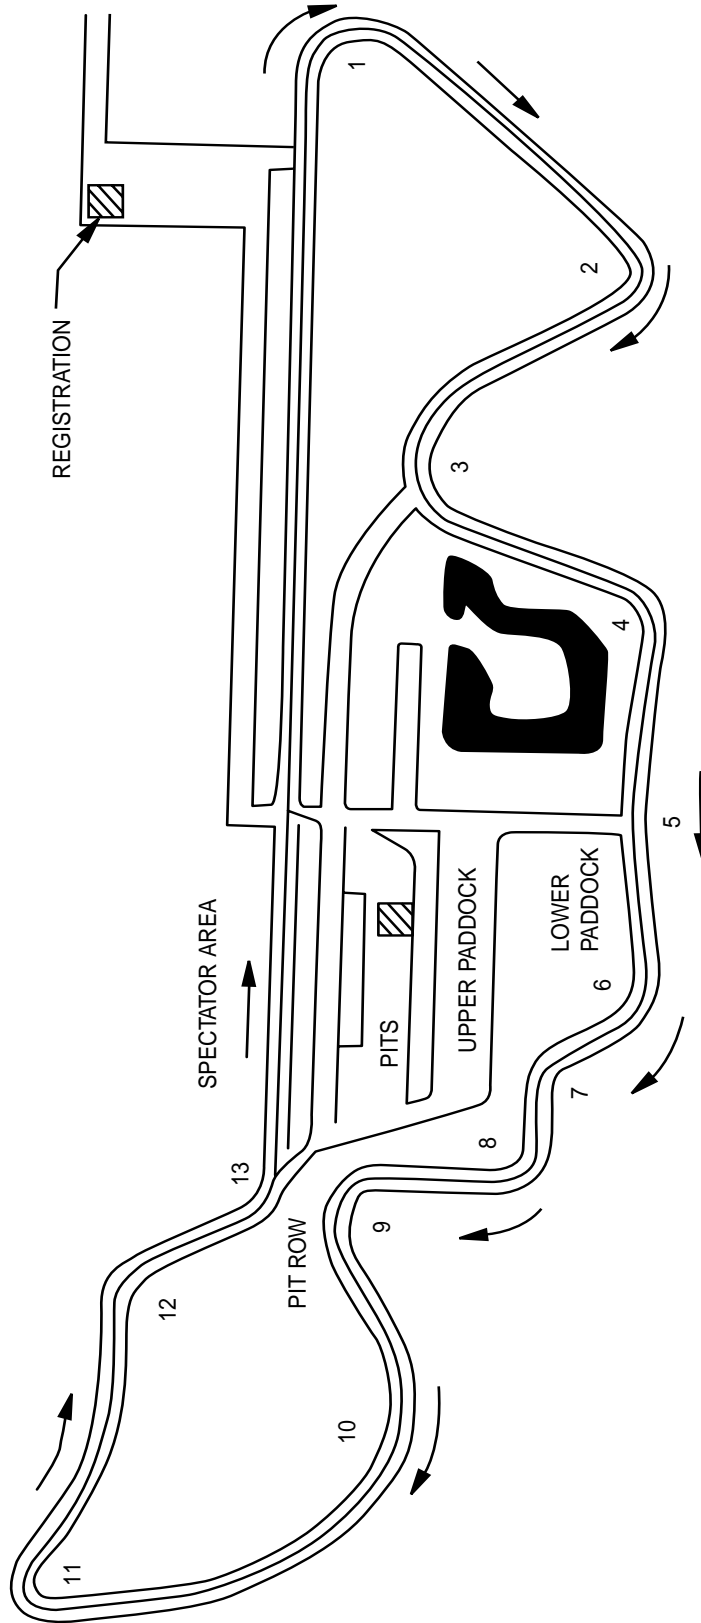 REGISTRATION
1
2
3
4
5
SPECTATOR AREA
LOWER
PADDOCK
UPPER PADDOCK
PITS
6
7
8
13
9
PIT ROW
12
10
11